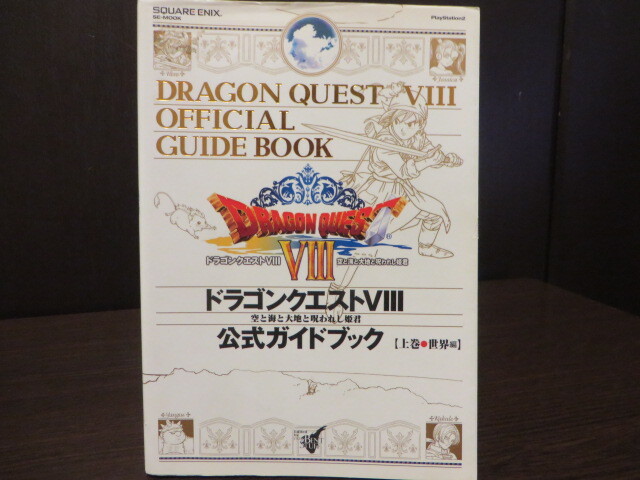 SQUARE ENIX.
SE-MOOK
PlayStation2
Jessica
DRAGON QUEST VIII
OFFICIAL
GUIDE BOOK
DRAGON QUEST
VIII
ドラゴンクエストVIII
空と海と大地と呪われし姫君
ドラゴンクエストVIII
空と海と大地と呪われし姫君
公式ガイドブック
【上巻●世界編】
Yangus
Kukule